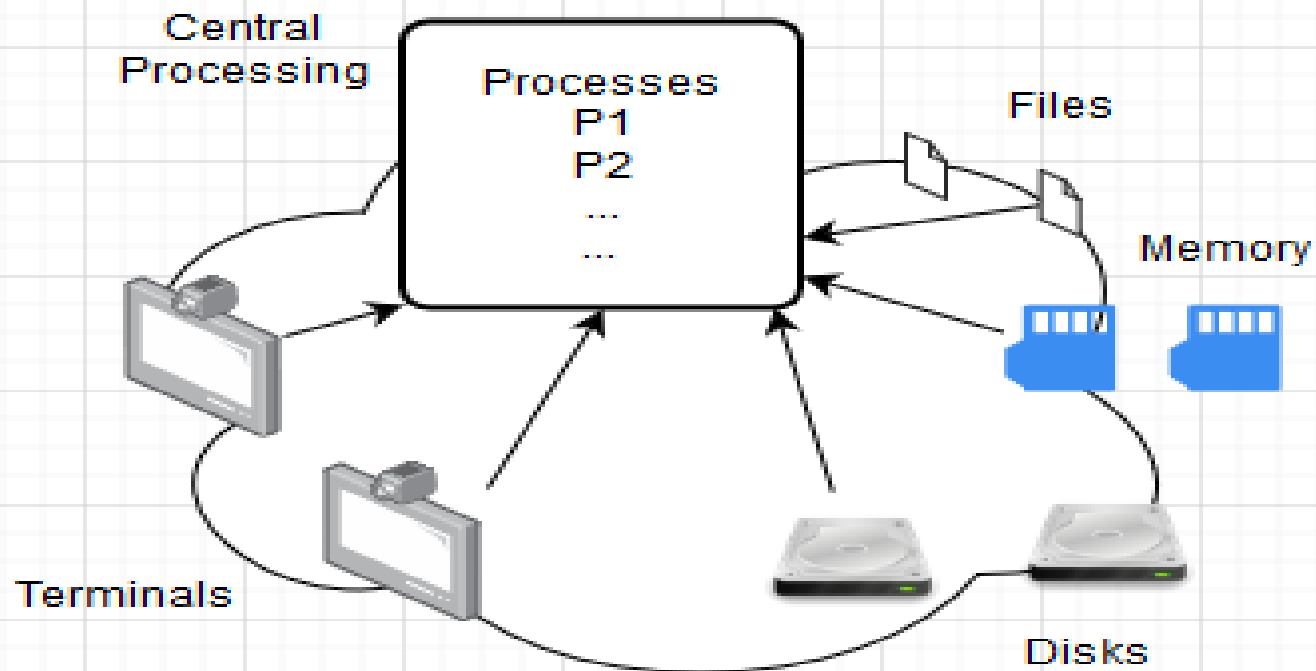 Central
Processing
Processes
P1
P2
...
...
Files
Memory
Terminals
Disks